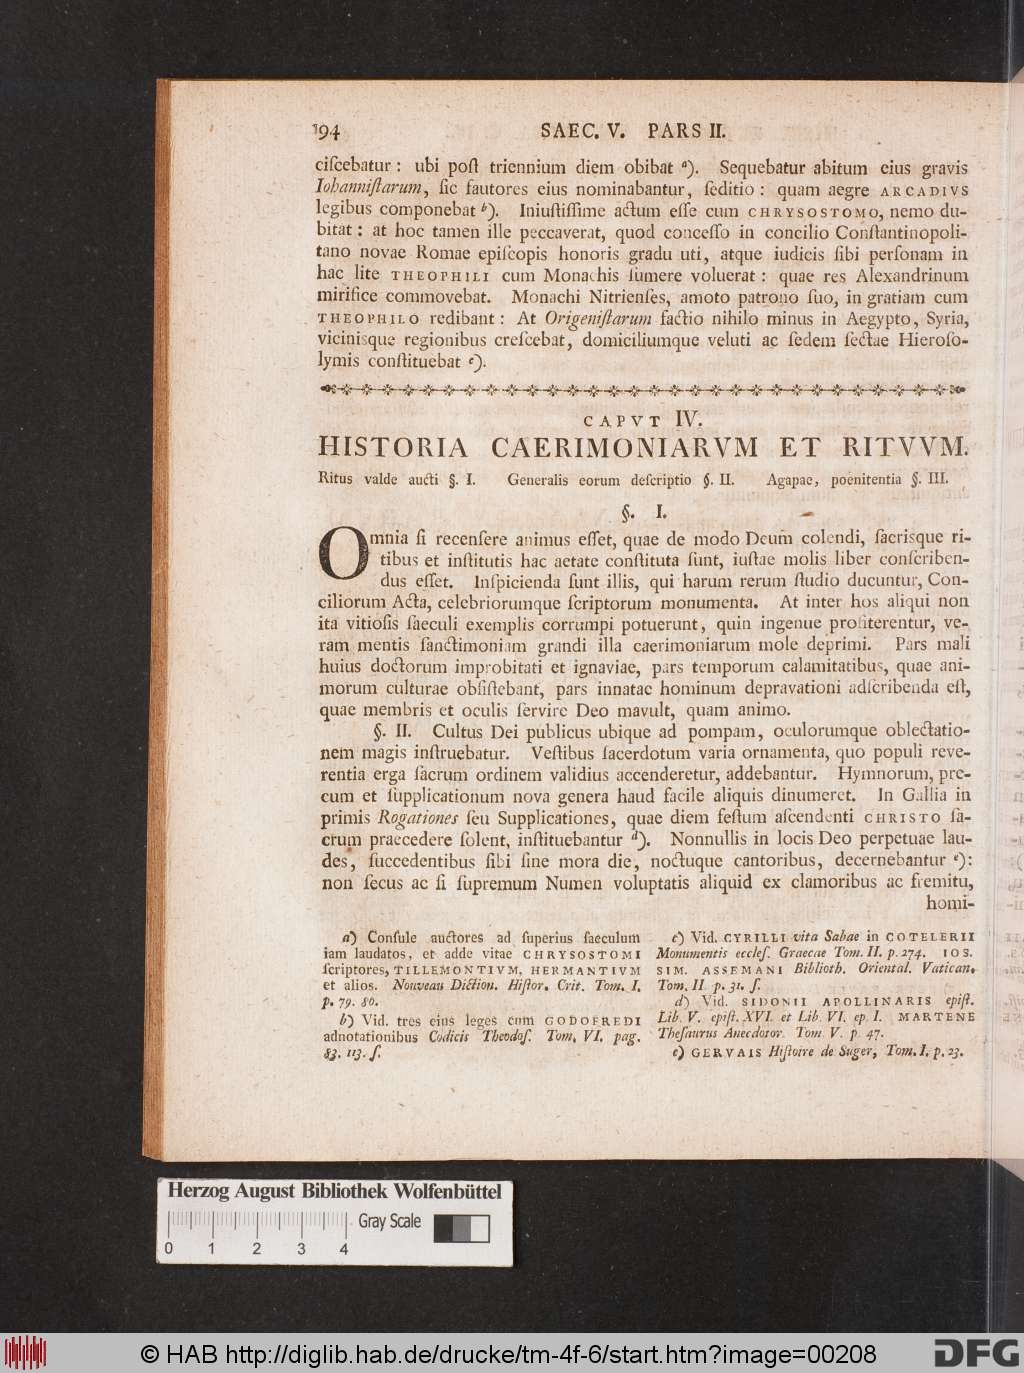 194 SAEC. V. PARS II.
ciſcebatur : ubi poſt triennium diem obibat a). Sequebatur abitum eius gravis
Iohanniſtarum, ſic fautores eius nominabantur, ſeditio : quam aegre ARCADIVS
legibus componebat b). Iniuſtiſſime actum eſſe cum CHRYSOSTOMO, nemo du-
bitat : at hoc tamen ille peccaverat, quod conceſſo in concilio Conſtantinopoli-
tano novae Romae epiſcopis honoris gradu uti, atque iudicis ſibi perſonam in
hac lite THEOPHILI cum Monachis ſumere voluerat : quae res Alexandrinum
mirifice commovebat. Monachi Nitrienſes, amoto patrono ſuo, in gratiam cum
THEOPHILO redibant : At Origeniſtarum factio nihilo minus in Aegypto, Syria,
vicinisque regionibus creſcebat, domiciliumque veluti ac ſedem ſectae Hieroſo-
lymis conſtituebat c).
CAPVT IV.
HISTORIA CAERIMONIARVM ET RITVVM.
Ritus valde aucti §. I. Generalis eorum deſcriptio §. II. Agapae, poenitentia §. III.
§. I.
Omnia ſi recenſere animus eſſet, quae de modo Deum colendi, ſacrisque ri-
tibus et inſtitutis hac aetate conſtituta ſunt, iuſtae molis liber conſcriben-
dus eſſet. Inſpicienda ſunt illis, qui harum rerum ſtudio ducuntur, Con-
ciliorum Acta, celebriorumque ſcriptorum monumenta. At inter hos aliqui non
ita vitioſis ſaeculi exemplis corrumpi potuerunt, quin ingenue profiterentur, ve-
ram mentis ſanctimoniam grandi illa caerimoniarum mole deprimi. Pars mali
huius doctorum improbitati et ignaviae, pars temporum calamitatibus, quae ani-
morum culturae obſiſtebant, pars innatae hominum depravationi adſcribenda eſt,
quae membris et oculis ſervire Deo mavult, quam animo.
§. II. Cultus Dei publicus ubique ad pompam, oculorumque oblectatio-
nem magis inſtruebatur. Veſtibus ſacerdotum varia ornamenta, quo populi reve-
rentia erga ſacrum ordinem validius accenderetur, addebantur. Hymnorum, pre-
cum et ſupplicationum nova genera haud facile aliquis dinumeret. In Gallia in
primis Rogationes ſeu Supplicationes, quae diem feſtum aſcendenti CHRISTO ſa-
crum praecedere ſolent, inſtituebantur d). Nonnullis in locis Deo perpetuae lau-
des, ſuccedentibus ſibi ſine mora die, noctuque cantoribus, decernebantur e):
non ſecus ac ſi ſupremum Numen voluptatis aliquid ex clamoribus ac fremitu,
homi-
a) Conſule auctores ad ſuperius ſaeculum
iam laudatos, et adde vitae CHRYSOSTOMI
ſcriptores, TILLEMONTIVM, HERMANTIVM
et alios. Nouveau Diction. Hiſtor. Crit. Tom. I.
p. 79. 80.
b) Vid. tres eius leges cum GODOFREDI
adnotationibus Codicis Theodoſ. Tom. VI. pag.
83. 113. ſ.
c) Vid. CYRILLI vita Sabae in COTELERII
Monumentis eccleſ. Graecae Tom. II. p. 274. IOS.
SIM. ASSEMANI Biblioth. Oriental. Vatican.
Tom. II p. 31. ſ.
d) Vid. SIDONII APOLLINARIS epiſt.
Lib. V. epiſt. XVI. et Lib. VI. ep. I. MARTENE
Theſaurus Anecdotor. Tom. V. p. 47.
e) GERVAIS Hiſtoire de Suger, Tom. I. p. 23.
Herzog August Bibliothek Wolfenbüttel
Gray Scale
0 1 2 3 4
© HAB http://diglib.hab.de/drucke/tm-4f-6/start.htm?image=00208
DFG